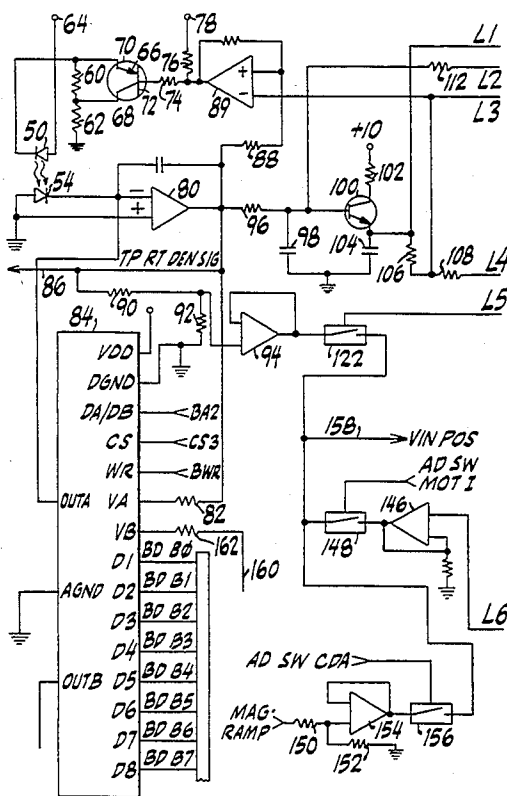 64
78
70
66
76
L1
60
72
74
89
+
-
112
L2
L3
62
68
50
88
+10
102
54
80
-
+
96
100
98
104
106
108
L4
TP RT DEN SIG
86
84
90
92
94
122
L5
VDD
DGND
DA/DB
BA2
158
VIN POS
CS
CS3
WR
BWR
AD SW
MOT I
OUTA
VA
82
148
146
VB
162
160
D1
BD BØ
AGND
D2
BD B1
D3
BD B2
L6
D4
BD B3
D5
BD B4
AD SW CDA
OUTB
D6
BD B5
D7
BD B6
MAG.
RAMP
150
152
154
156
D8
BD B7